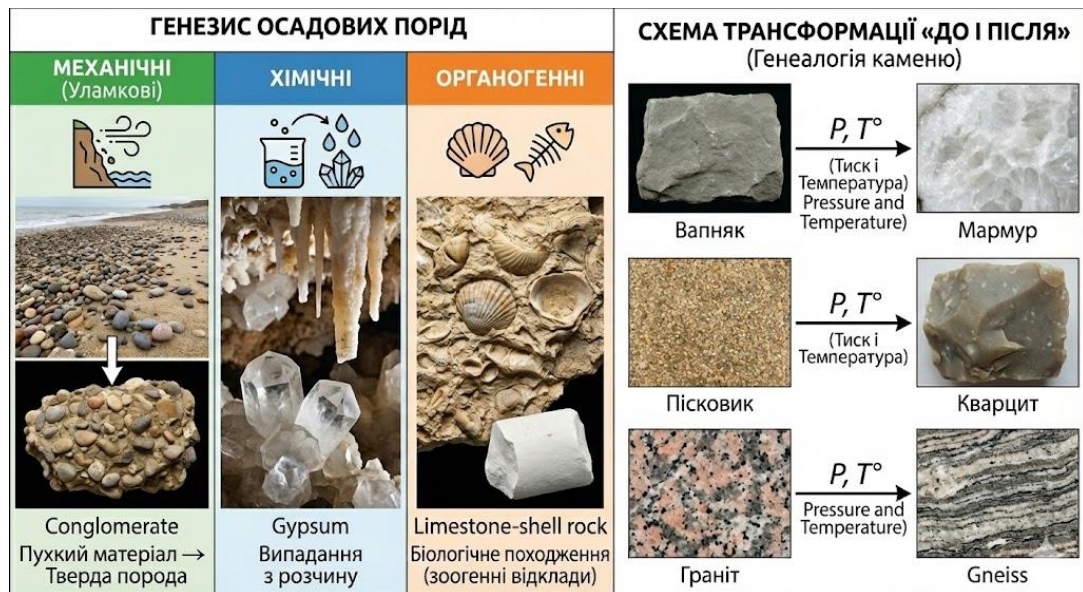 ГЕНЕЗИС ОСАДОВИХ ПОРІД
МЕХАНІЧНІ
(Уламкові)
Conglomerate
Пухкий матеріал →
Тверда порода
ХІМІЧНІ
Gypsum
Випадання
з розчину
ОРГАНОГЕННІ
Limestone-shell rock
Біологічне походження
(зоогенні відклади)
СХЕМА ТРАНСФОРМАЦІЇ «ДО І ПІСЛЯ»
(Генеалогія каменю)
Вапняк
P, T°
(Тиск і
Температура)
Pressure and
Temperature)
Мармур
Пісковик
P, T°
(Тиск і
Температура)
Кварцит
Граніт
P, T°
Pressure and
Temperature)
Gneiss